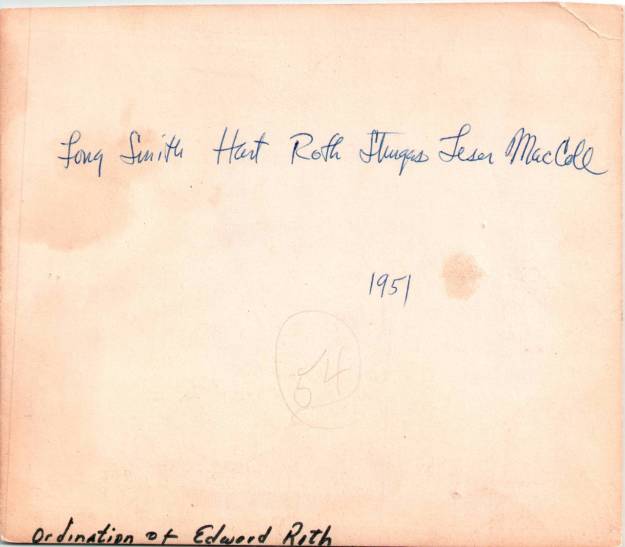 Long Smith Hart Roth Sturges Leser MacColl
1951
54
Ordination of Edward Roth